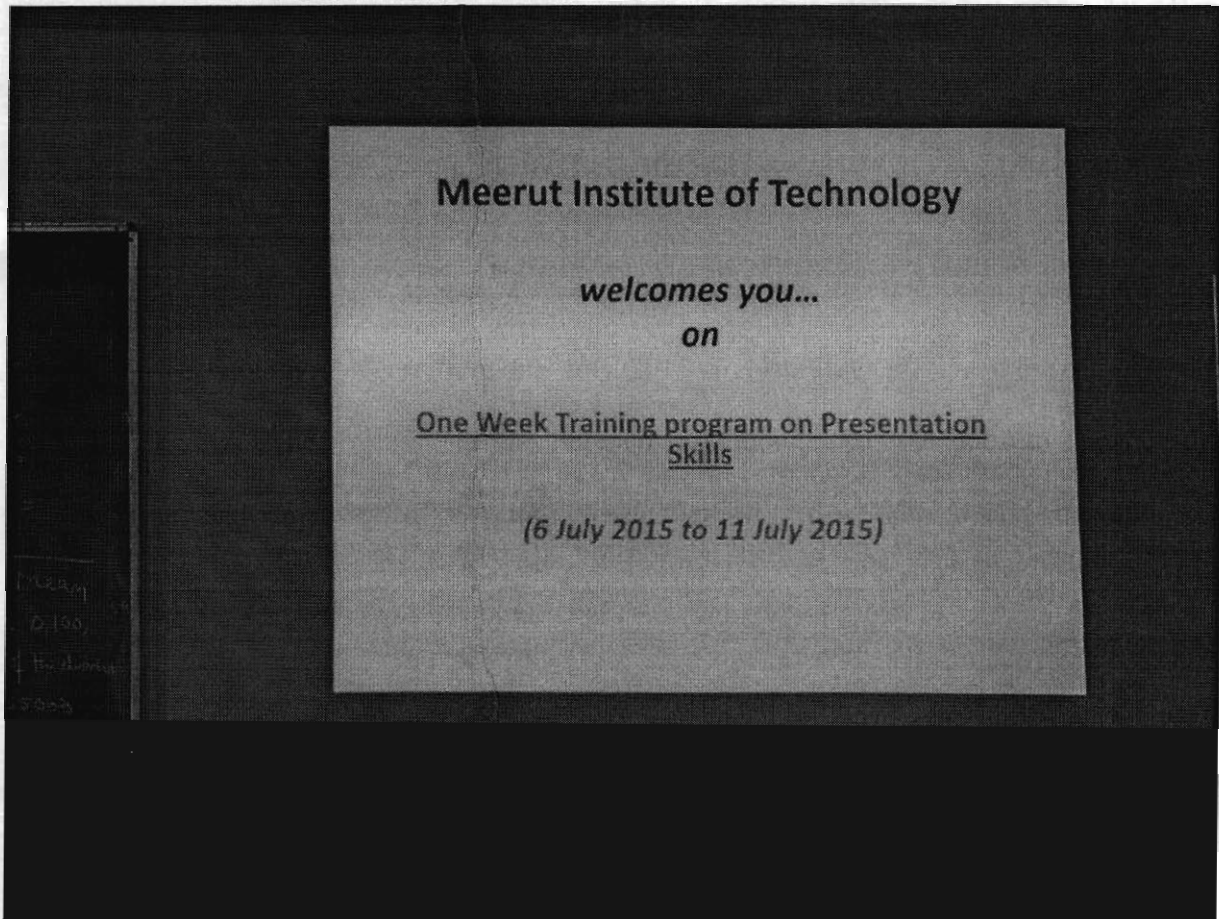 Meerut Institute of Technology
welcomes you...
on
One Week Training program on Presentation
Skills
(6 July 2015 to 11 July 2015)